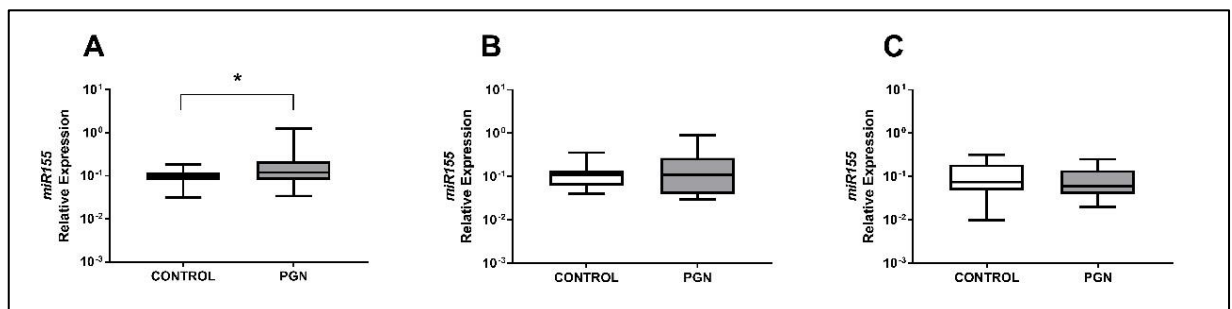 A
miR155
Relative Expression
10¹
10⁰
10⁻¹
10⁻²
10⁻³
*
CONTROL
PGN
B
miR155
Relative Expression
10¹
10⁰
10⁻¹
10⁻²
10⁻³
CONTROL
PGN
C
miR155
Relative Expression
10¹
10⁰
10⁻¹
10⁻²
10⁻³
CONTROL
PGN